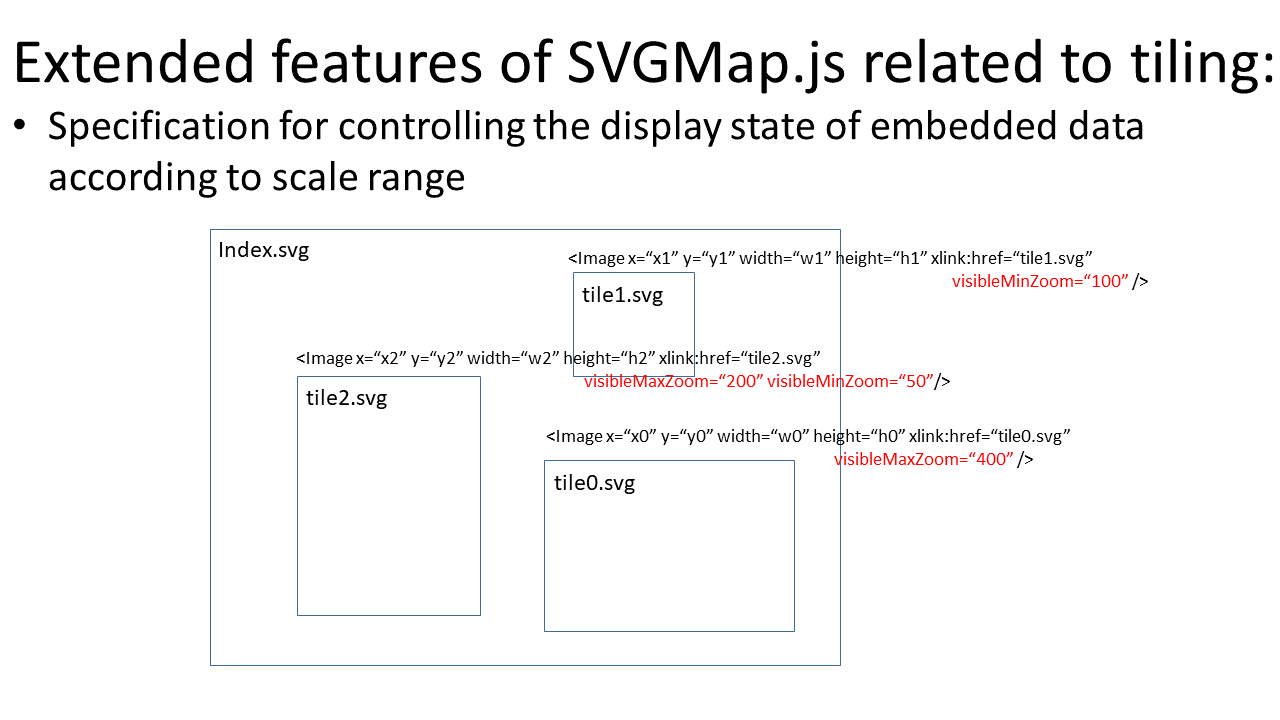 Extended features of SVGMap.js related to tiling:
• Specification for controlling the display state of embedded data
according to scale range
Index.svg
<Image x=“x1” y=“y1” width=“w1” height=“h1” xlink:href=“tile1.svg”
visibleMinZoom=“100” />
tile1.svg
<Image x=“x2” y=“y2” width=“w2” height=“h2” xlink:href=“tile2.svg”
visibleMaxZoom=“200” visibleMinZoom=“50”/>
tile2.svg
<Image x=“x0” y=“y0” width=“w0” height=“h0” xlink:href=“tile0.svg”
visibleMaxZoom=“400” />
tile0.svg